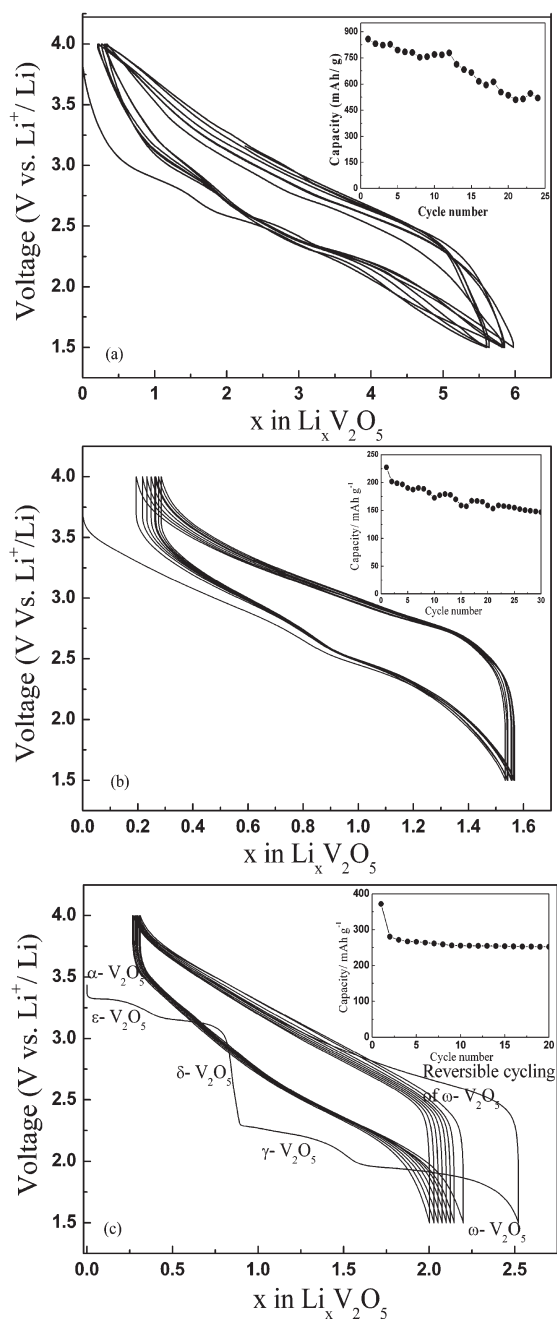 4.0
3.5
3.0
2.5
2.0
1.5
Voltage (V vs. Li⁺/ Li)
(a)
0 1 2 3 4 5 6
x in LiₓV₂O₅
900
750
600
450
300
150
0
Capacity (mAh/ g)
0 5 10 15 20 25
Cycle number
4.0
3.5
3.0
2.5
2.0
1.5
Voltage (V Vs. Li⁺/Li)
(b)
0.0 0.2 0.4 0.6 0.8 1.0 1.2 1.4 1.6
x in LiₓV₂O₅
250
200
150
100
50
0
Capacity/ mAh g⁻¹
0 5 10 15 20 25 30
Cycle number
4.0
3.5
3.0
2.5
2.0
1.5
Voltage (V vs. Li⁺/ Li)
α- V₂O₅
ε- V₂O₅
δ- V₂O₅
γ- V₂O₅
ω- V₂O₅
(c)
0.0 0.5 1.0 1.5 2.0 2.5
x in LiₓV₂O₅
400
300
200
100
0
Capacity/ mAh g⁻¹
0 5 10 15 20
Cycle number
Reversible cycling
of ω- V₂O₅